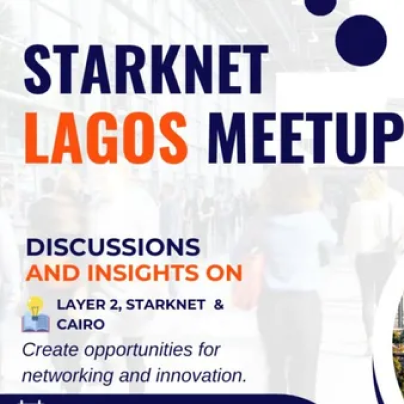 STARKNET
LAGOS MEETUP
DISCUSSIONS
AND INSIGHTS ON
LAYER 2, STARKNET &
CAIRO
Create opportunities for
networking and innovation.